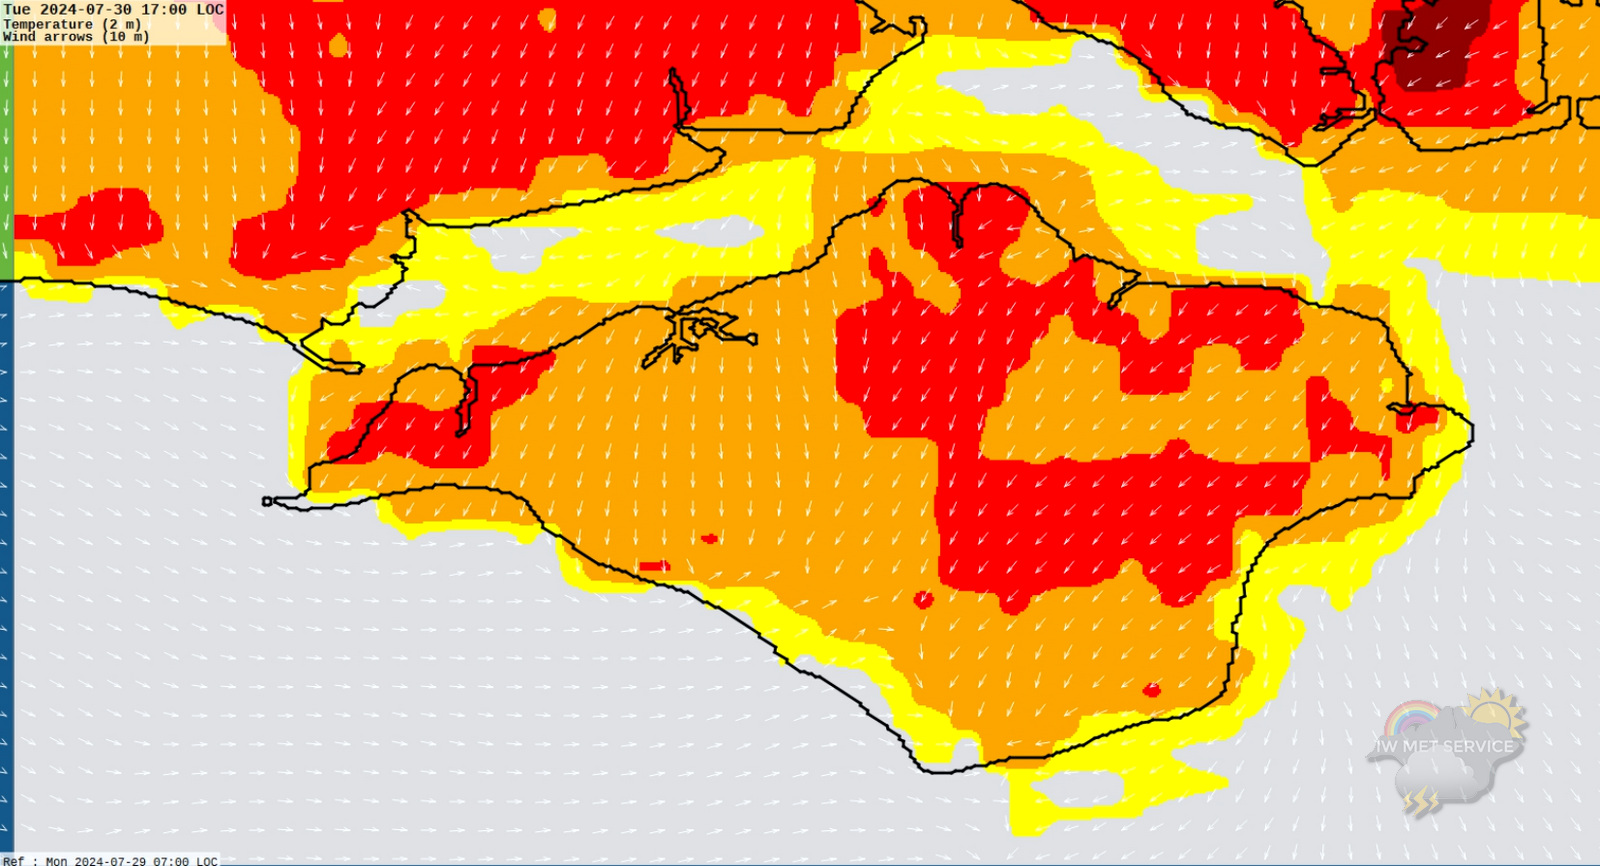 Tue 2024-07-30 17:00 LOC
Temperature (2 m)
Wind arrows (10 m)
IW MET SERVICE
Ref : Mon 2024-07-29 07:00 LOC